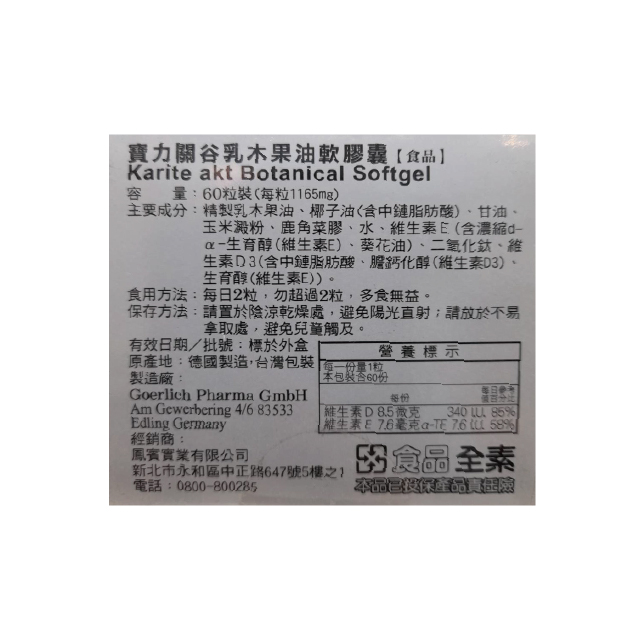 寶力關谷乳木果油軟膠囊【食品】
Karite akt Botanical Softgel
容　　量：60粒裝(每粒1165mg)
主要成分：精製乳木果油、椰子油(含中鏈脂肪酸)、甘油、
玉米澱粉、鹿角菜膠、水、維生素E(含濃縮d-
α-生育醇(維生素E)、葵花油)、二氧化鈦、維
生素D3(含中鏈脂肪酸、膽鈣化醇(維生素D3)、
生育醇(維生素E))。
食用方法：每日2粒，勿超過2粒，多食無益。
保存方法：請置於陰涼乾燥處，避免陽光直射；請放於不易
拿取處，避免兒童觸及。
有效日期/批號：標於外盒
原產地：德國製造,台灣包裝
製造廠：
Goerlich Pharma GmbH
Am Gewerbering 4/6 83533
Edling Germany
經銷商：
鳳賓實業有限公司
新北市永和區中正路647號5樓之1
電話：0800-800285
營養標示
每一份量1粒
本包裝含60份
每份 每日參考值百分比
維生素D 8.5微克 340 I.U. 85%
維生素E 7.6毫克 α-TE 7.6 I.U. 58%
食品 全素
本品已投保產品責任險